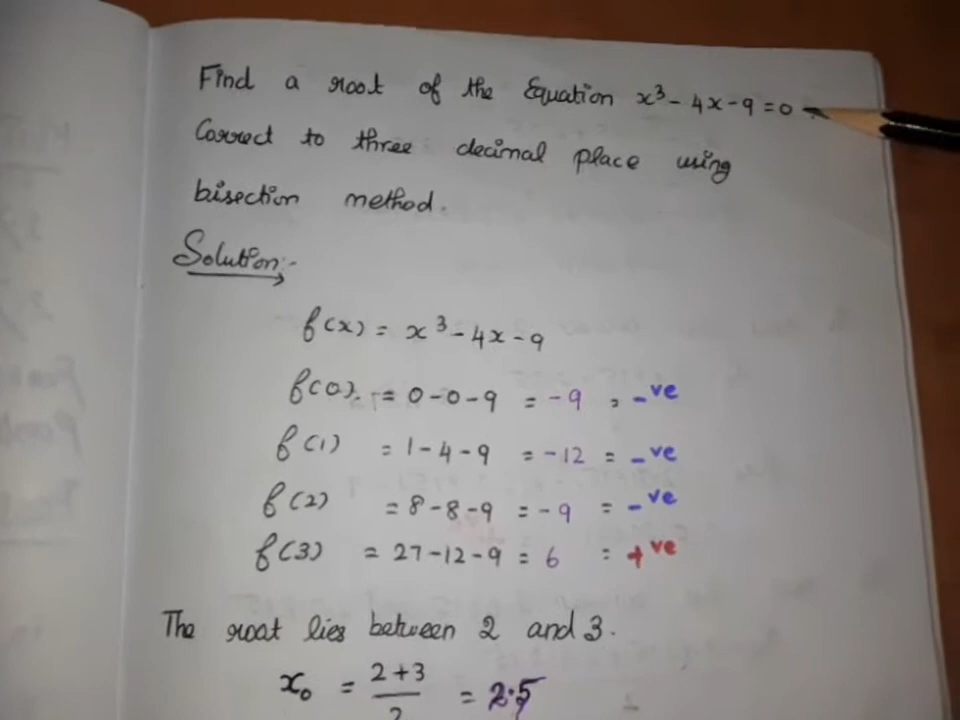 Find a root of the Equation x³ - 4x - 9 = 0
Correct to three decimal place using
bisection method.
Solution:-
f(x) = x³ - 4x - 9
f(0) = 0 - 0 - 9 = -9 = -ve
f(1) = 1 - 4 - 9 = -12 = -ve
f(2) = 8 - 8 - 9 = -9 = -ve
f(3) = 27 - 12 - 9 = 6 = +ve
The root lies between 2 and 3.
x₀ = (2+3)/2 = 2.5